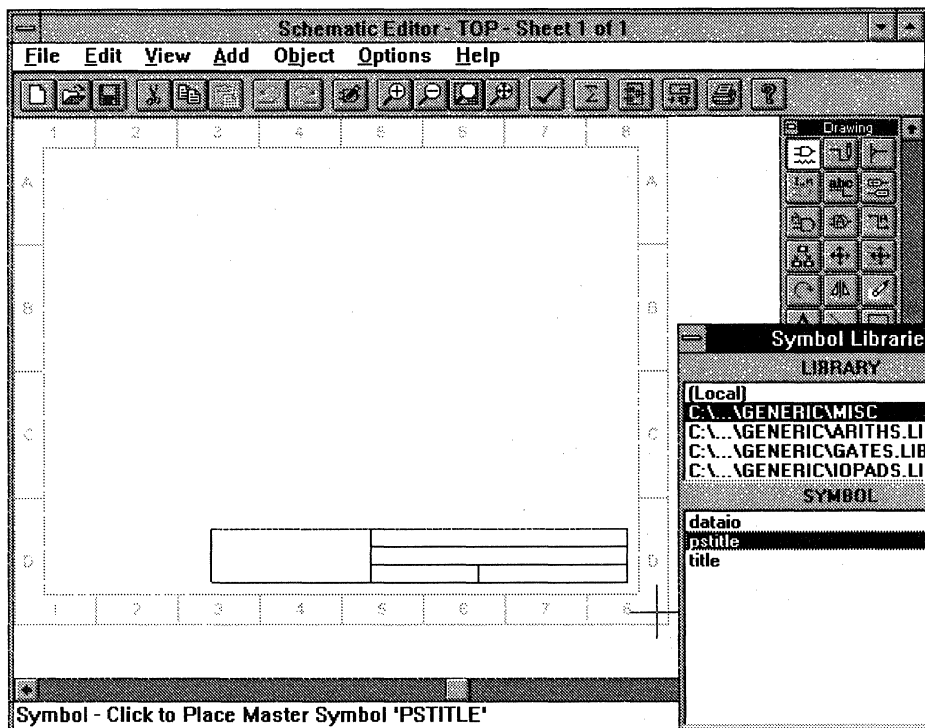 Schematic Editor - TOP - Sheet 1 of 1
File Edit View Add Object Options Help
1 2 3 4 5 6 7 8
Drawing
A A
abc
B B
Symbol Librarie
LIBRARY
(Local)
C:\...\GENERIC\MISC
C:\...\GENERIC\ARITHS.LI
C:\...\GENERIC\GATES.LIB
C:\...\GENERIC\IOPADS.LI
C C
SYMBOL
dataio
pstitle
title
D D
1 2 3 4 5 6 7 8
Symbol - Click to Place Master Symbol 'PSTITLE'